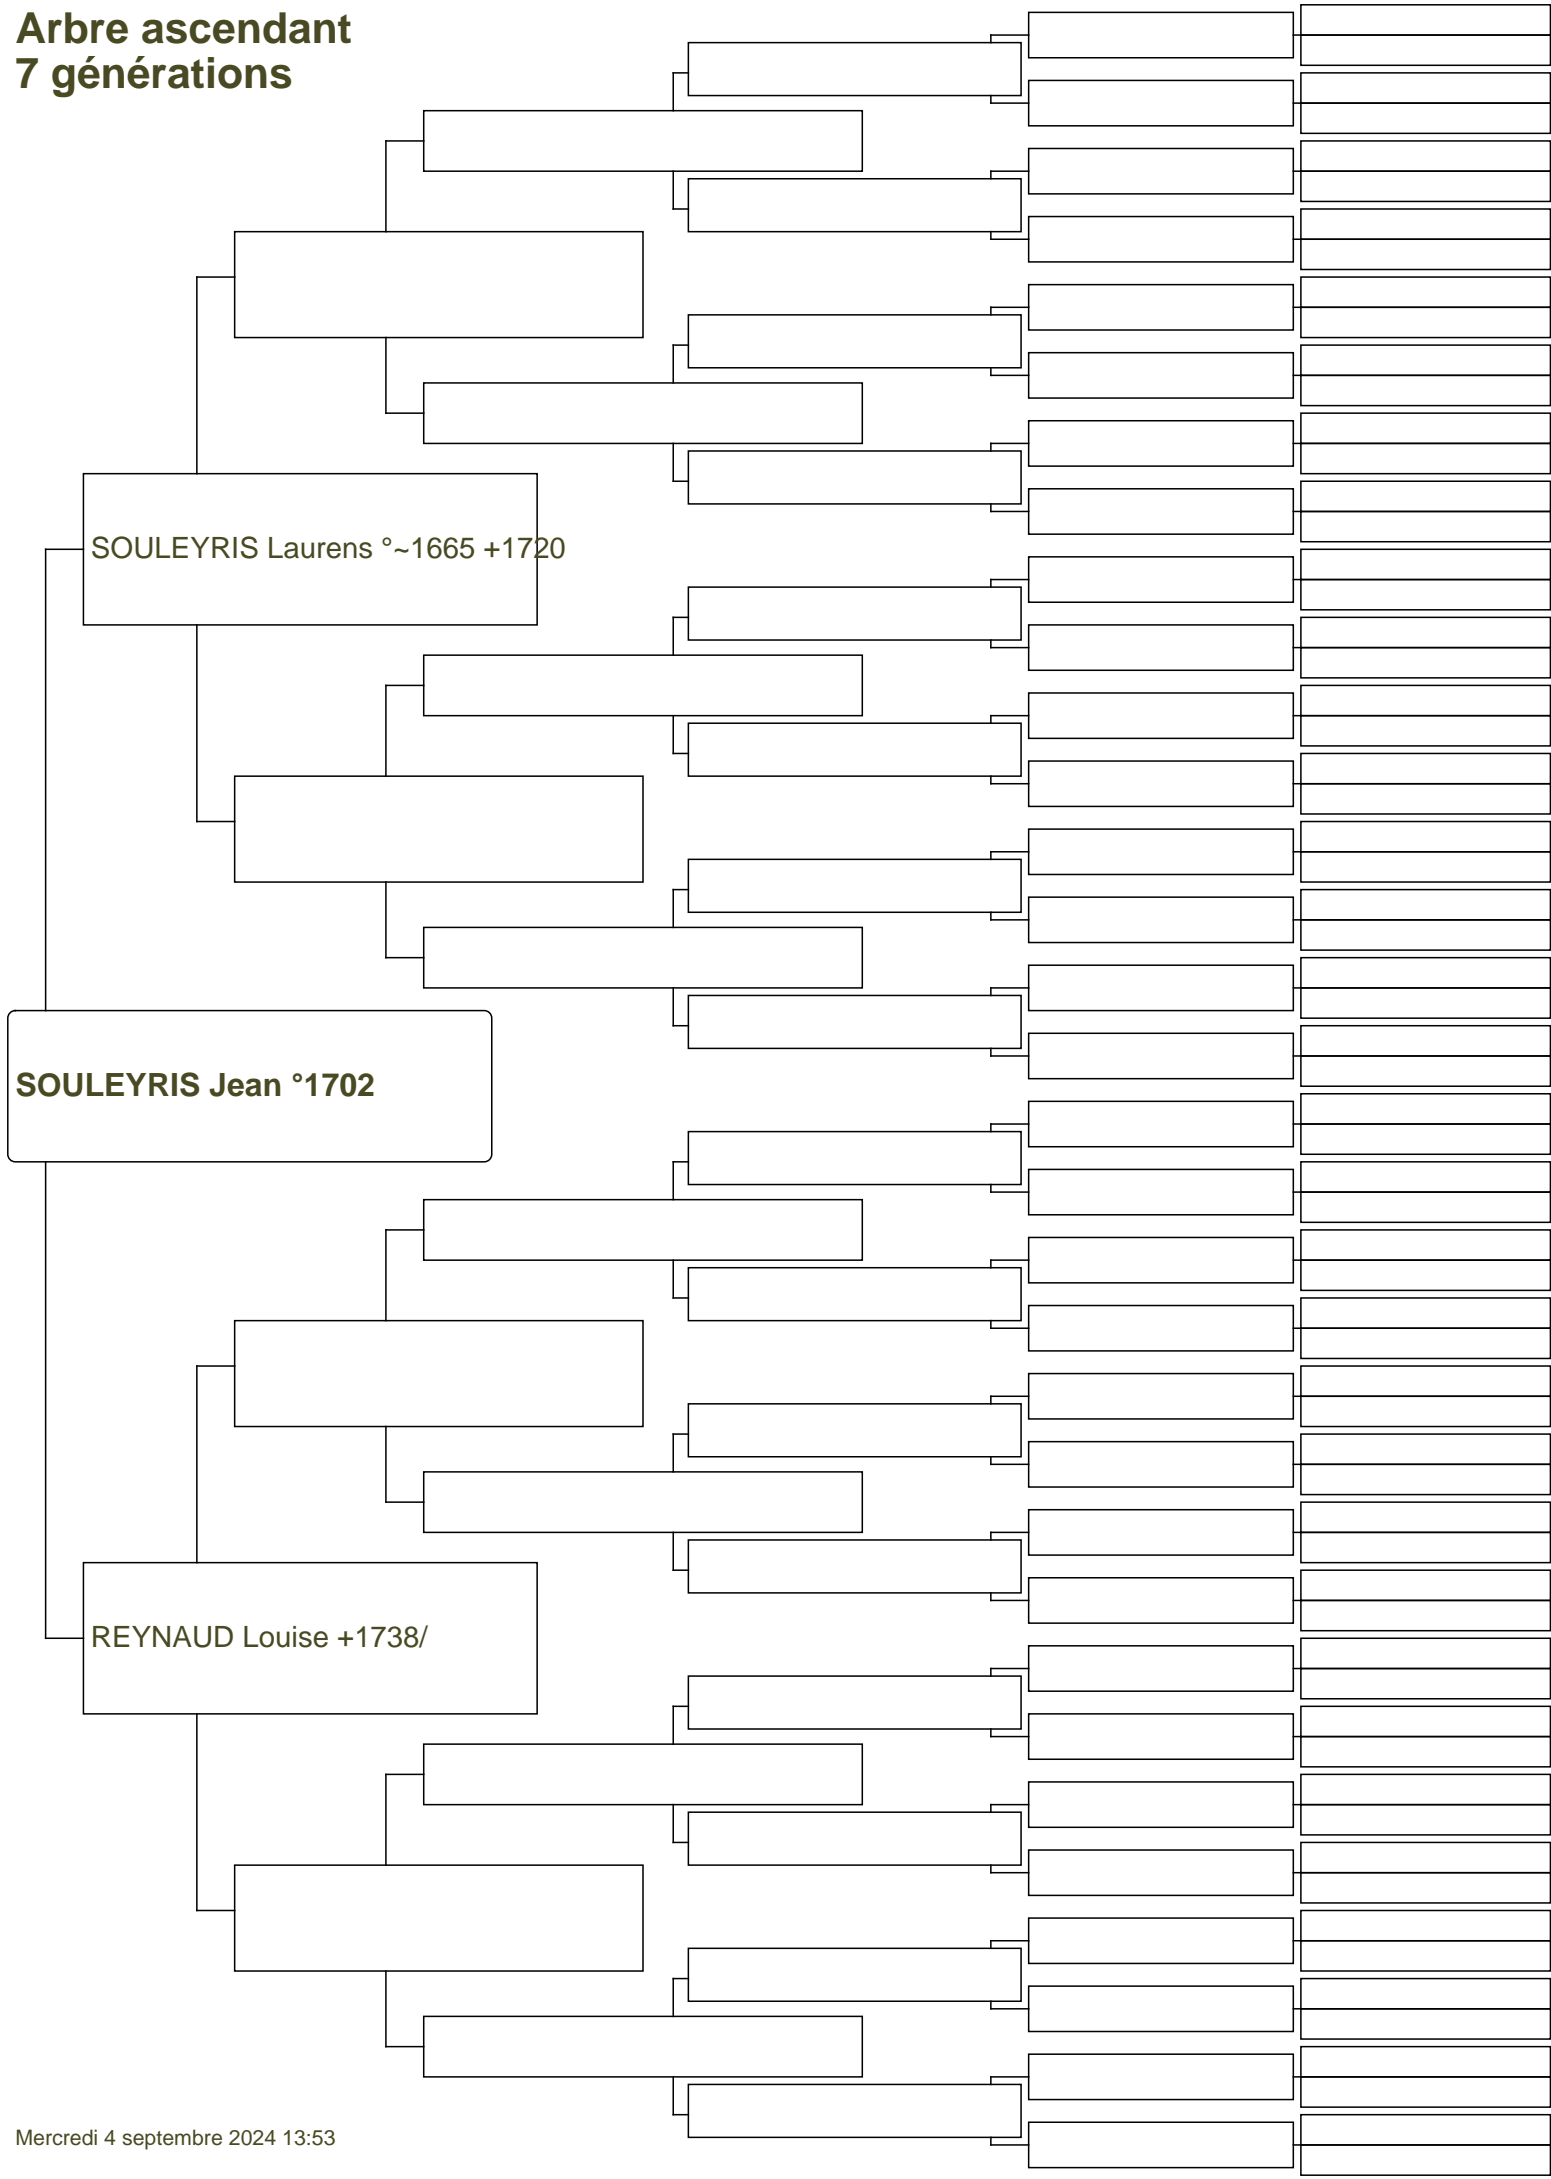 Arbre ascendant
7 générations
SOULEYRIS Laurens °~1665 +1720
SOULEYRIS Jean °1702
REYNAUD Louise +1738/
Mercredi 4 septembre 2024 13:53